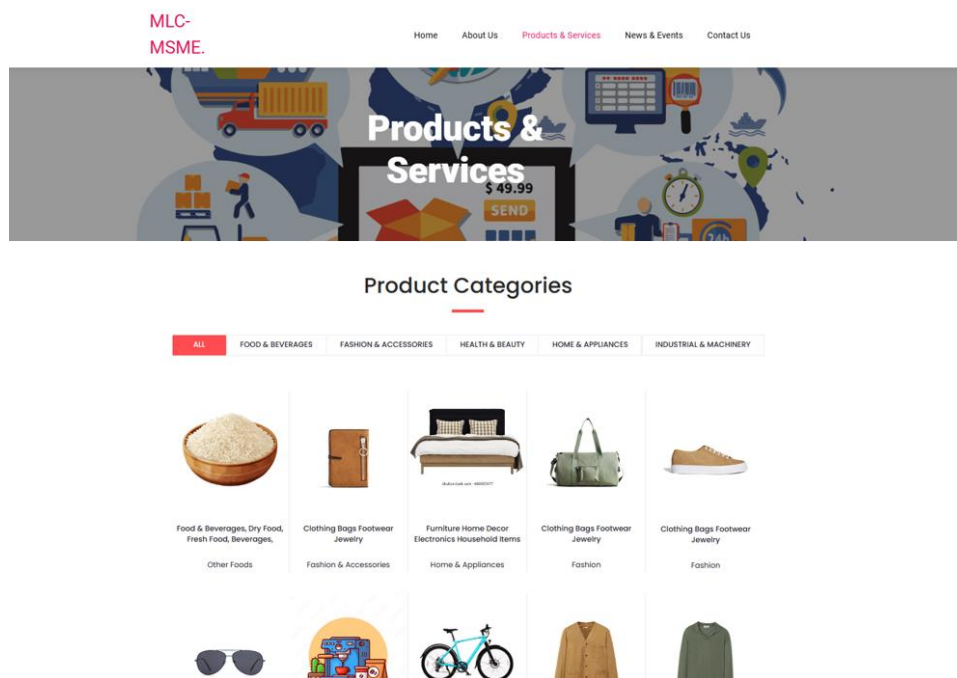 MLC-
MSME.
Home About Us Products & Services News & Events Contact Us
Products &
Services
$ 49.99
SEND
24h
Product Categories
ALL FOOD & BEVERAGES FASHION & ACCESSORIES HEALTH & BEAUTY HOME & APPLIANCES INDUSTRIAL & MACHINERY
Food & Beverages, Dry Food,
Fresh Food, Beverages,
Other Foods
Clothing Bags Footwear
Jewelry
Fashion & Accessories
Furniture Home Decor
Electronics Household Items
Home & Appliances
Clothing Bags Footwear
Jewelry
Fashion
Clothing Bags Footwear
Jewelry
Fashion